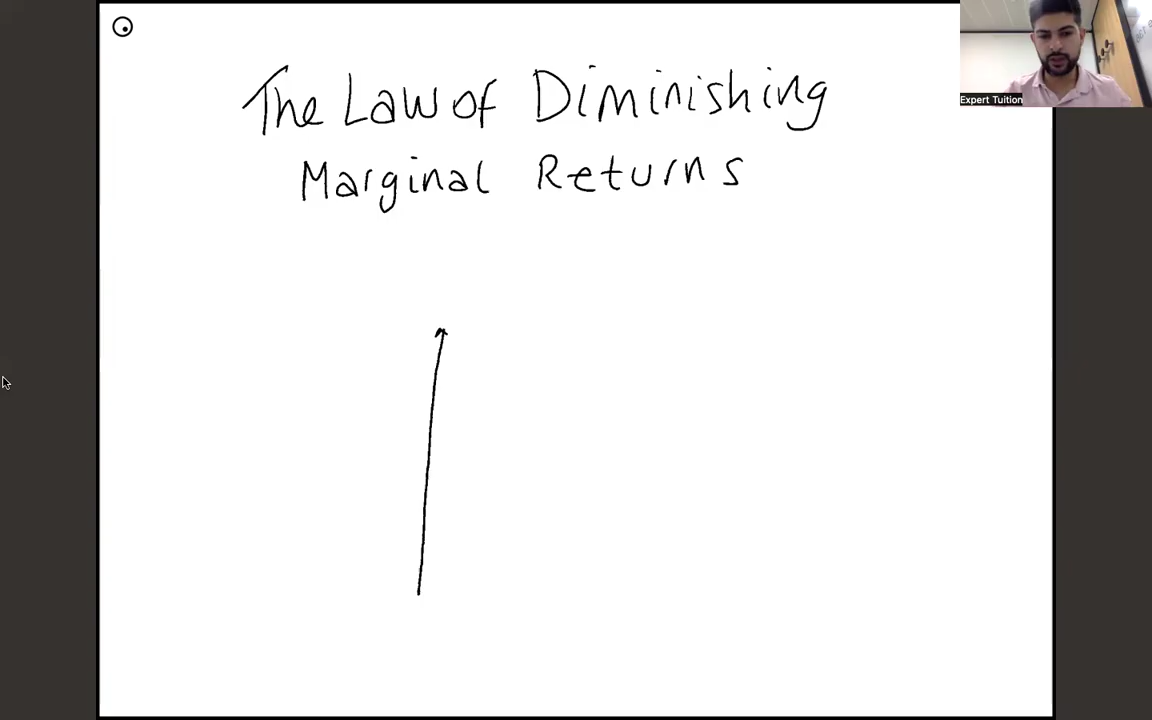 The Law of Diminishing
Marginal Returns
Expert Tuition